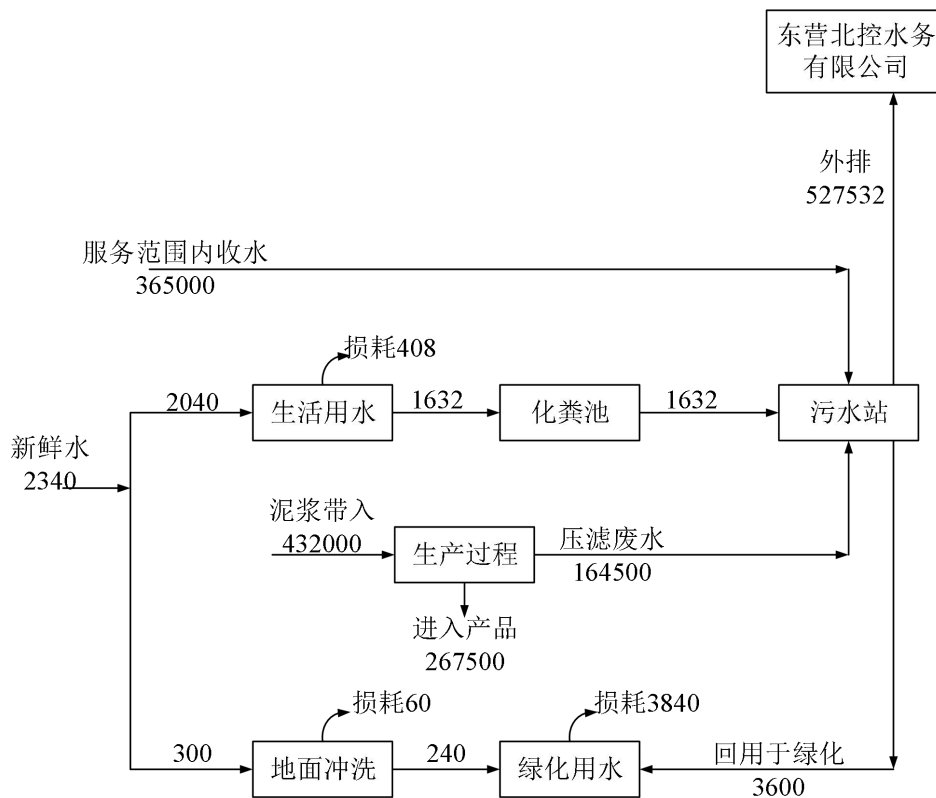 东营北控水务
有限公司
外排
527532
服务范围内收水
365000
损耗408
2040
生活用水
1632
化粪池
1632
污水站
新鲜水
2340
泥浆带入
432000
生产过程
压滤废水
164500
进入产品
267500
损耗60
损耗3840
300
地面冲洗
240
绿化用水
回用于绿化
3600